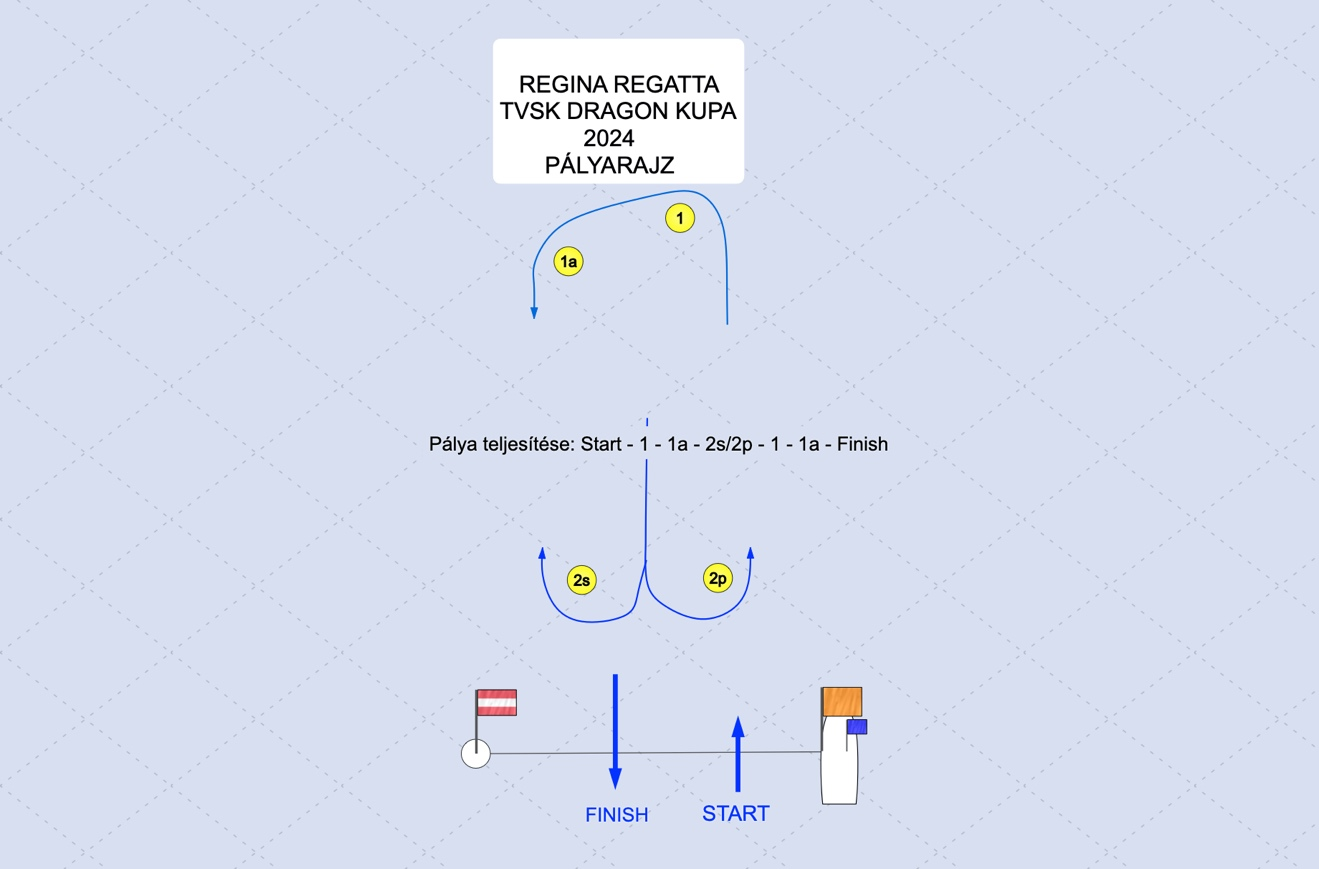 REGINA REGATTA
TVSK DRAGON KUPA
2024
PÁLYARAJZ
1
1a
Pálya teljesítése: Start - 1 - 1a - 2s/2p - 1 - 1a - Finish
2s
2p
FINISH
START